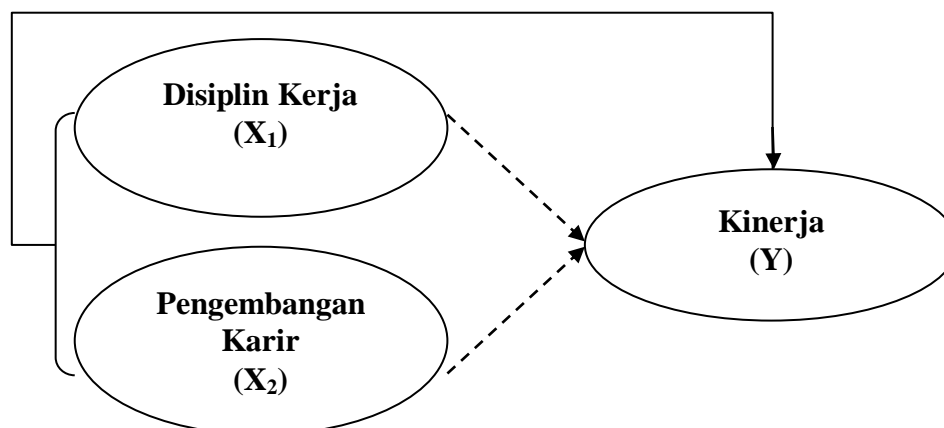 Disiplin Kerja
(X₁)
Pengembangan
Karir
(X₂)
Kinerja
(Y)